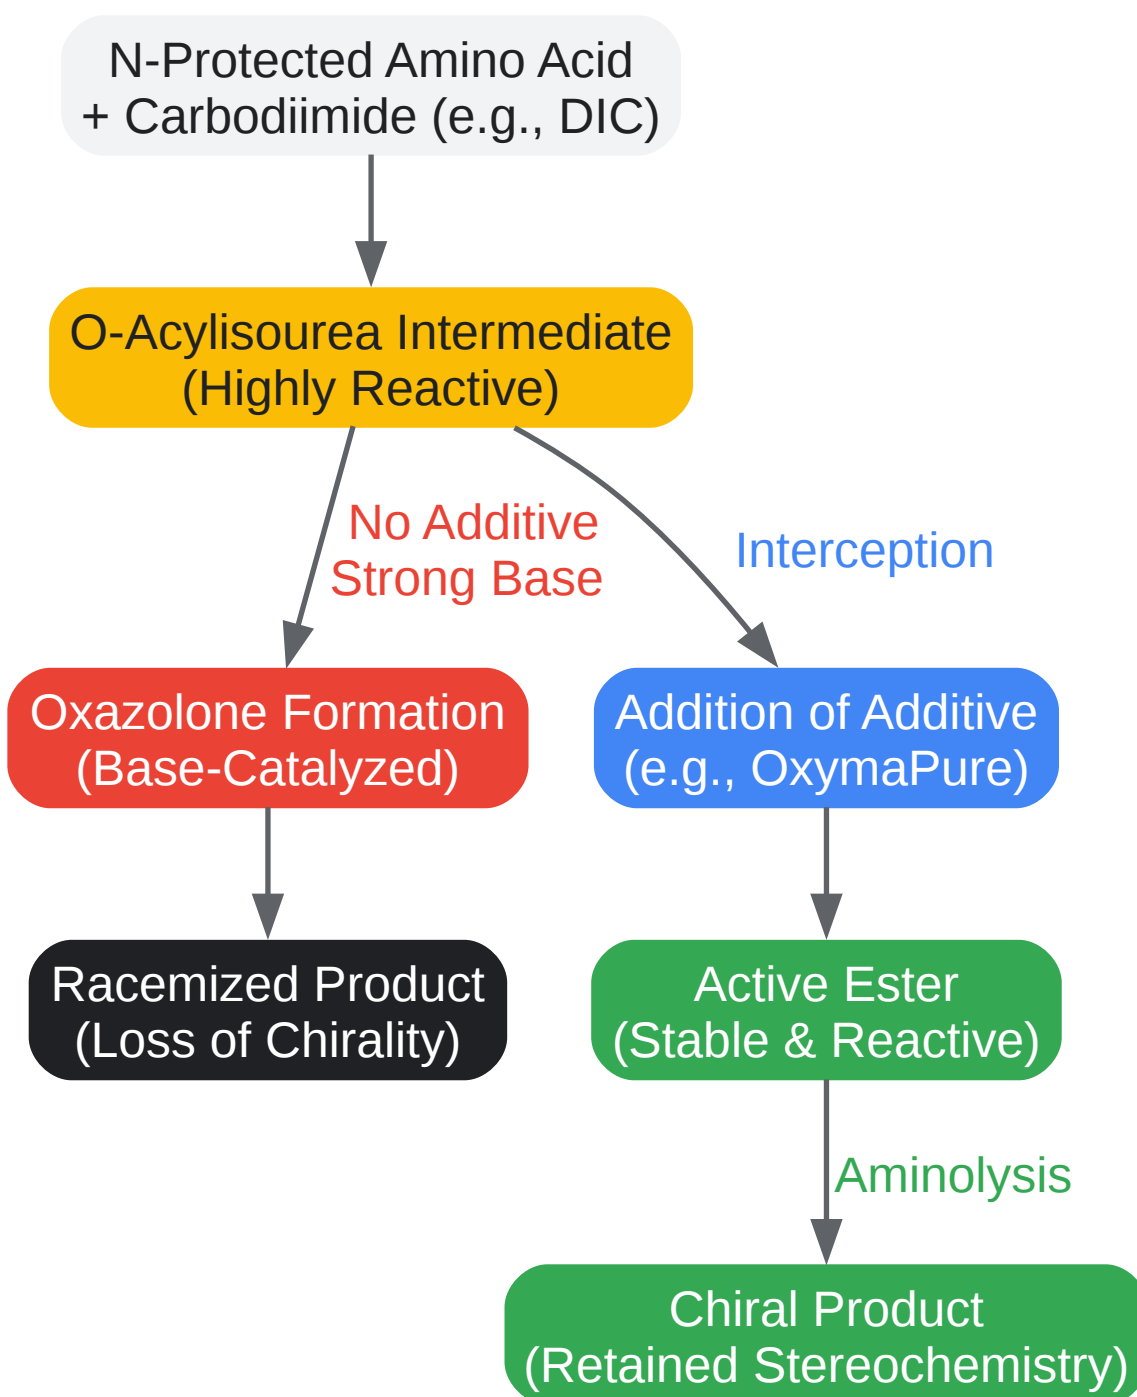 N-Protected Amino Acid
+ Carbodiimide (e.g., DIC)
O-Acylisourea Intermediate
(Highly Reactive)
No Additive
Strong Base
Interception
Oxazolone Formation
(Base-Catalyzed)
Addition of Additive
(e.g., OxymaPure)
Racemized Product
(Loss of Chirality)
Active Ester
(Stable & Reactive)
Aminolysis
Chiral Product
(Retained Stereochemistry)